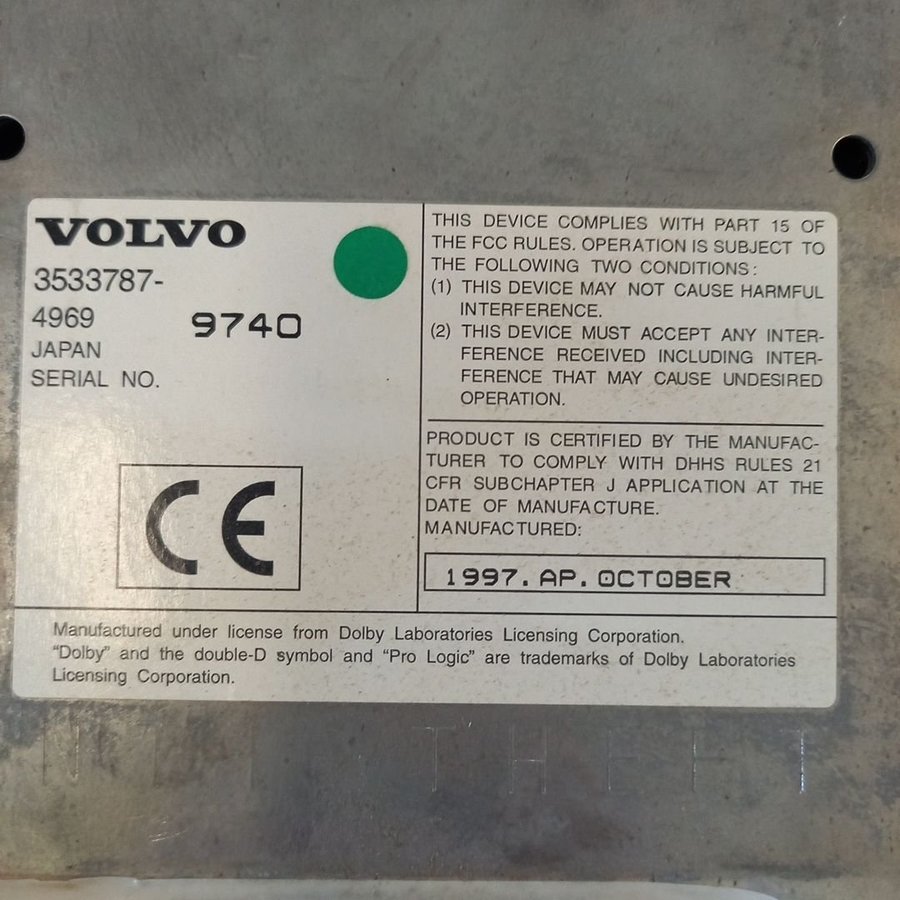 VOLVO
3533787-
4969 9740
JAPAN
SERIAL NO.
CE
THIS DEVICE COMPLIES WITH PART 15 OF
THE FCC RULES. OPERATION IS SUBJECT TO
THE FOLLOWING TWO CONDITIONS:
(1) THIS DEVICE MAY NOT CAUSE HARMFUL
INTERFERENCE.
(2) THIS DEVICE MUST ACCEPT ANY INTER-
FERENCE RECEIVED INCLUDING INTER-
FERENCE THAT MAY CAUSE UNDESIRED
OPERATION.
PRODUCT IS CERTIFIED BY THE MANUFAC-
TURER TO COMPLY WITH DHHS RULES 21
CFR SUBCHAPTER J APPLICATION AT THE
DATE OF MANUFACTURE.
MANUFACTURED:
1997. AP. OCTOBER
Manufactured under license from Dolby Laboratories Licensing Corporation.
“Dolby” and the double-D symbol and “Pro Logic” are trademarks of Dolby Laboratories
Licensing Corporation.
THEFT